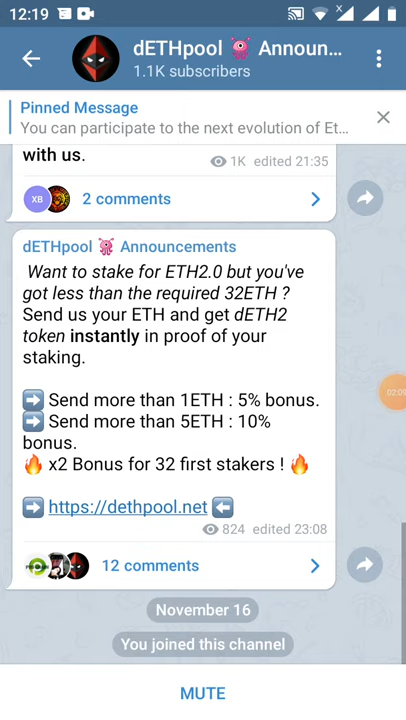 12:19
dETHpool 👾 Announ...
1.1K subscribers
Pinned Message
You can participate to the next evolution of Et...
with us.
1K edited 21:35
XB
2 comments
dETHpool 👾 Announcements
Want to stake for ETH2.0 but you've
got less than the required 32ETH ?
Send us your ETH and get dETH2
token instantly in proof of your
staking.
➡️ Send more than 1ETH : 5% bonus.
➡️ Send more than 5ETH : 10%
bonus.
🔥 x2 Bonus for 32 first stakers ! 🔥
➡️ https://dethpool.net ⬅️
824 edited 23:08
12 comments
02:09
November 16
You joined this channel
MUTE